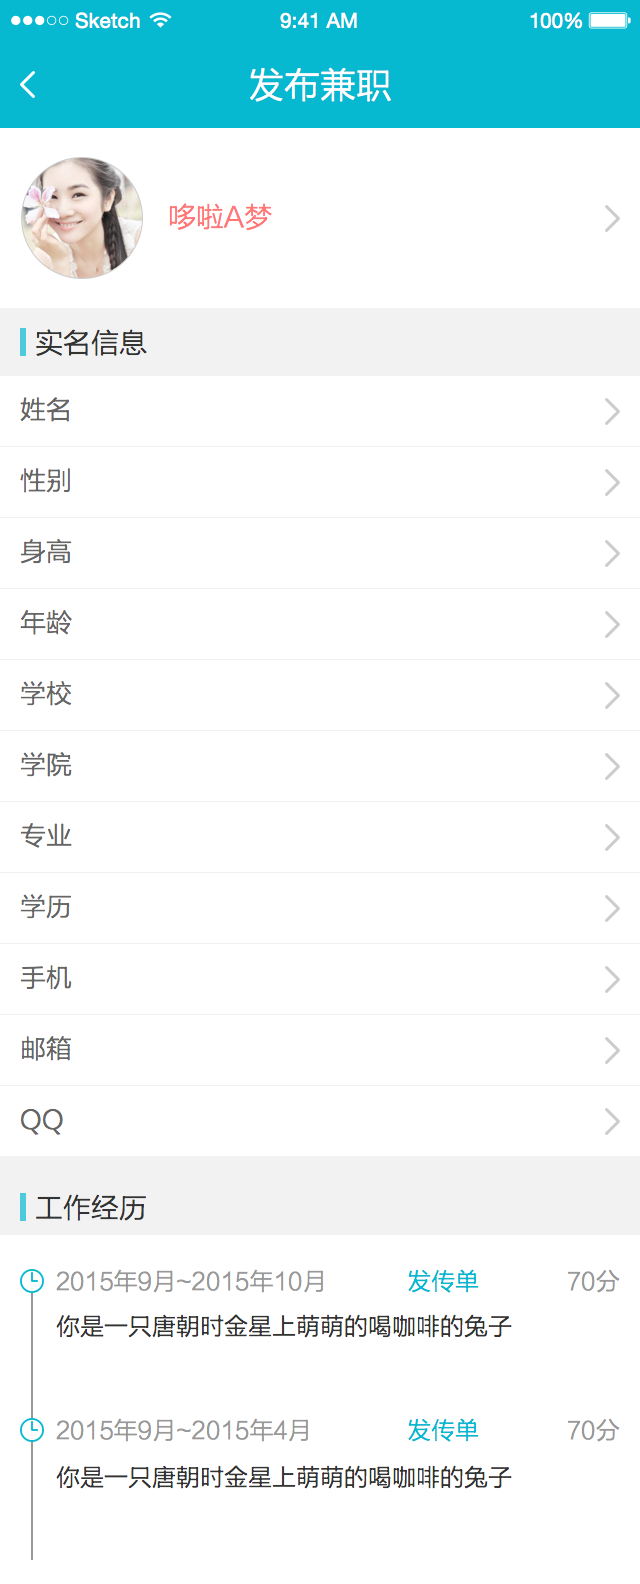 Sketch 9:41 AM 100%
发布兼职
哆啦A梦
实名信息
姓名
性别
身高
年龄
学校
学院
专业
学历
手机
邮箱
QQ
工作经历
2015年9月~2015年10月 发传单 70分
你是一只唐朝时金星上萌萌的喝咖啡的兔子
2015年9月~2015年4月 发传单 70分
你是一只唐朝时金星上萌萌的喝咖啡的兔子